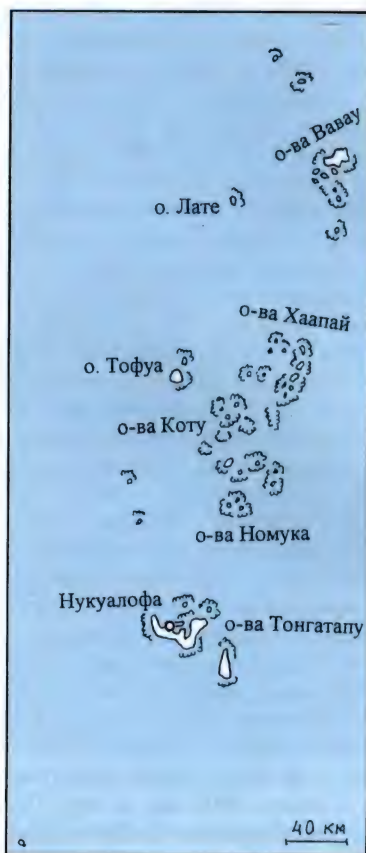 о-ва Вавау
о. Лате
о-ва Хаапай
о. Тофуа
о-ва Коту
о-ва Номука
Нукуалофа
о-ва Тонгатапу
40 км